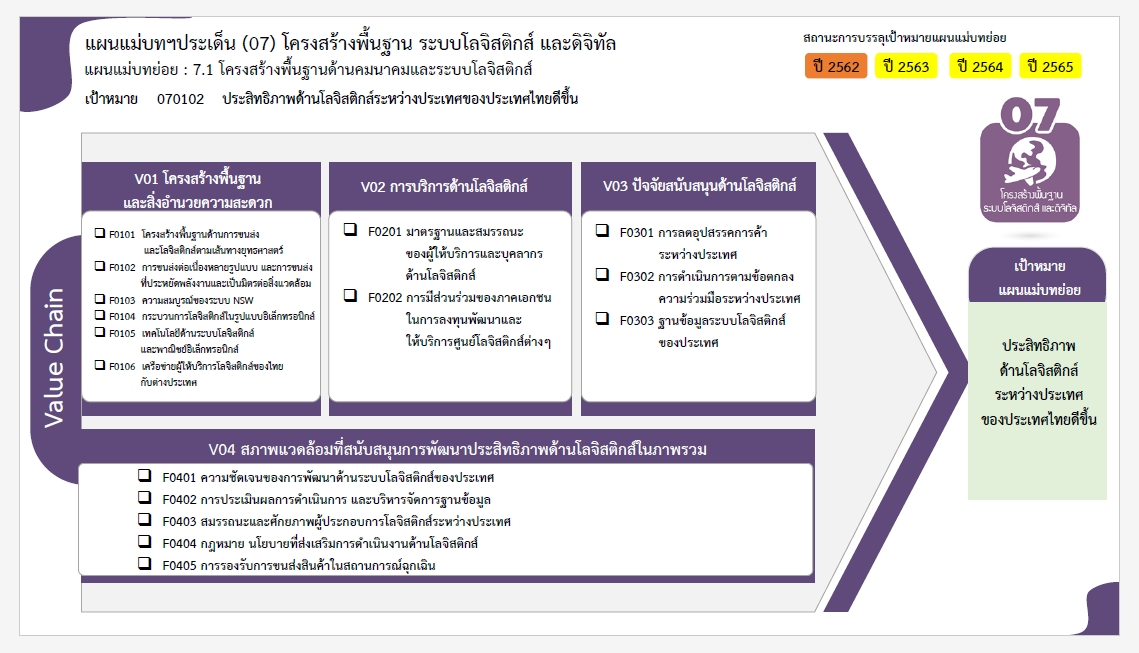 แผนแม่บทฯประเด็น (07) โครงสร้างพื้นฐาน ระบบโลจิสติกส์ และดิจิทัล
แผนแม่บทย่อย : 7.1 โครงสร้างพื้นฐานด้านคมนาคมและระบบโลจิสติกส์
เป้าหมาย 070102 ประสิทธิภาพด้านโลจิสติกส์ระหว่างประเทศของประเทศไทยดีขึ้น
สถานะการบรรลุเป้าหมายแผนแม่บทย่อย
ปี 2562 ปี 2563 ปี 2564 ปี 2565
07
โครงสร้างพื้นฐาน
ระบบโลจิสติกส์ และดิจิทัล
Value Chain
V01 โครงสร้างพื้นฐาน
และสิ่งอำนวยความสะดวก
F0101 โครงสร้างพื้นฐานด้านการขนส่ง
และโลจิสติกส์ตามเส้นทางยุทธศาสตร์
F0102 การขนส่งต่อเนื่องหลายรูปแบบ และการขนส่ง
ที่ประหยัดพลังงานและเป็นมิตรต่อสิ่งแวดล้อม
F0103 ความสมบูรณ์ของระบบ NSW
F0104 กระบวนการโลจิสติกส์ในรูปแบบอิเล็กทรอนิกส์
F0105 เทคโนโลยีด้านระบบโลจิสติกส์
และพาณิชย์อิเล็กทรอนิกส์
F0106 เครือข่ายผู้ให้บริการโลจิสติกส์ของไทย
กับต่างประเทศ
V02 การบริการด้านโลจิสติกส์
F0201 มาตรฐานและสมรรถนะ
ของผู้ให้บริการและบุคลากร
ด้านโลจิสติกส์
F0202 การมีส่วนร่วมของภาคเอกชน
ในการลงทุนพัฒนาและ
ให้บริการศูนย์โลจิสติกส์ต่างๆ
V03 ปัจจัยสนับสนุนด้านโลจิสติกส์
F0301 การลดอุปสรรคการค้า
ระหว่างประเทศ
F0302 การดำเนินการตามข้อตกลง
ความร่วมมือระหว่างประเทศ
F0303 ฐานข้อมูลระบบโลจิสติกส์
ของประเทศ
V04 สภาพแวดล้อมที่สนับสนุนการพัฒนาประสิทธิภาพด้านโลจิสติกส์ในภาพรวม
F0401 ความชัดเจนของการพัฒนาด้านระบบโลจิสติกส์ของประเทศ
F0402 การประเมินผลการดำเนินการ และบริหารจัดการฐานข้อมูล
F0403 สมรรถนะและศักยภาพผู้ประกอบการโลจิสติกส์ระหว่างประเทศ
F0404 กฎหมาย นโยบายที่ส่งเสริมการดำเนินงานด้านโลจิสติกส์
F0405 การรองรับการขนส่งสินค้าในสถานการณ์ฉุกเฉิน
เป้าหมาย
แผนแม่บทย่อย
ประสิทธิภาพ
ด้านโลจิสติกส์
ระหว่างประเทศ
ของประเทศไทยดีขึ้น